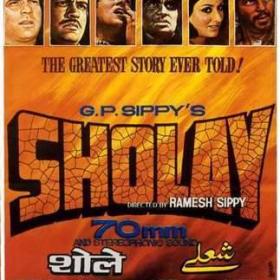 THE GREATEST STORY EVER TOLD!
G.P. SIPPY'S
SHOLAY
DIRECTED BY RAMESH SIPPY
70mm
AND STEREOPHONIC SOUND
शोले شعلے